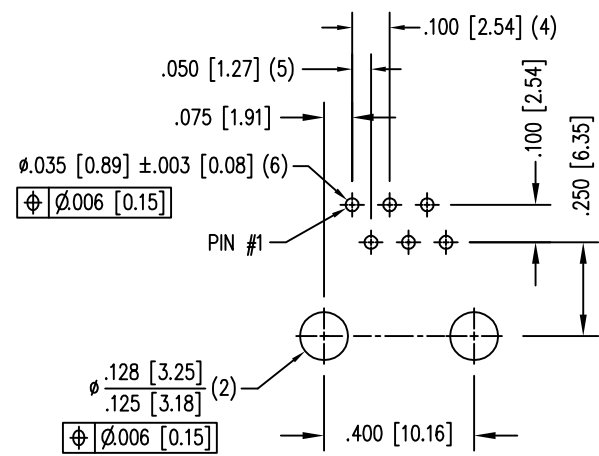 .100 [2.54] (4)
.050 [1.27] (5)
.075 [1.91]
.100 [2.54]
.250 [6.35]
⌀.035 [0.89] ±.003 [0.08] (6)
⌖ ⌀.006 [0.15]
PIN #1
⌀ .128 [3.25]
.125 [3.18] (2)
⌖ ⌀.006 [0.15]
.400 [10.16]